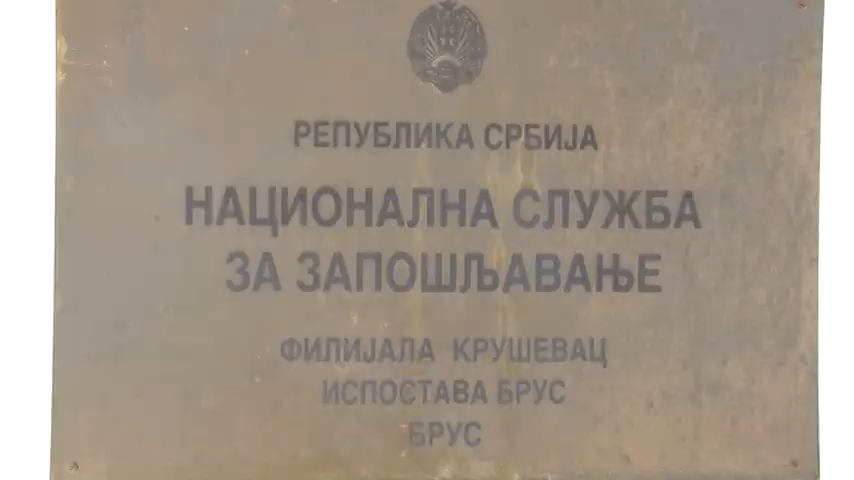 РЕПУБЛИКА СРБИЈА
НАЦИОНАЛНА СЛУЖБА
ЗА ЗАПОШЉАВАЊЕ
ФИЛИЈАЛА КРУШЕВАЦ
ИСПОСТАВА БРУС
БРУС